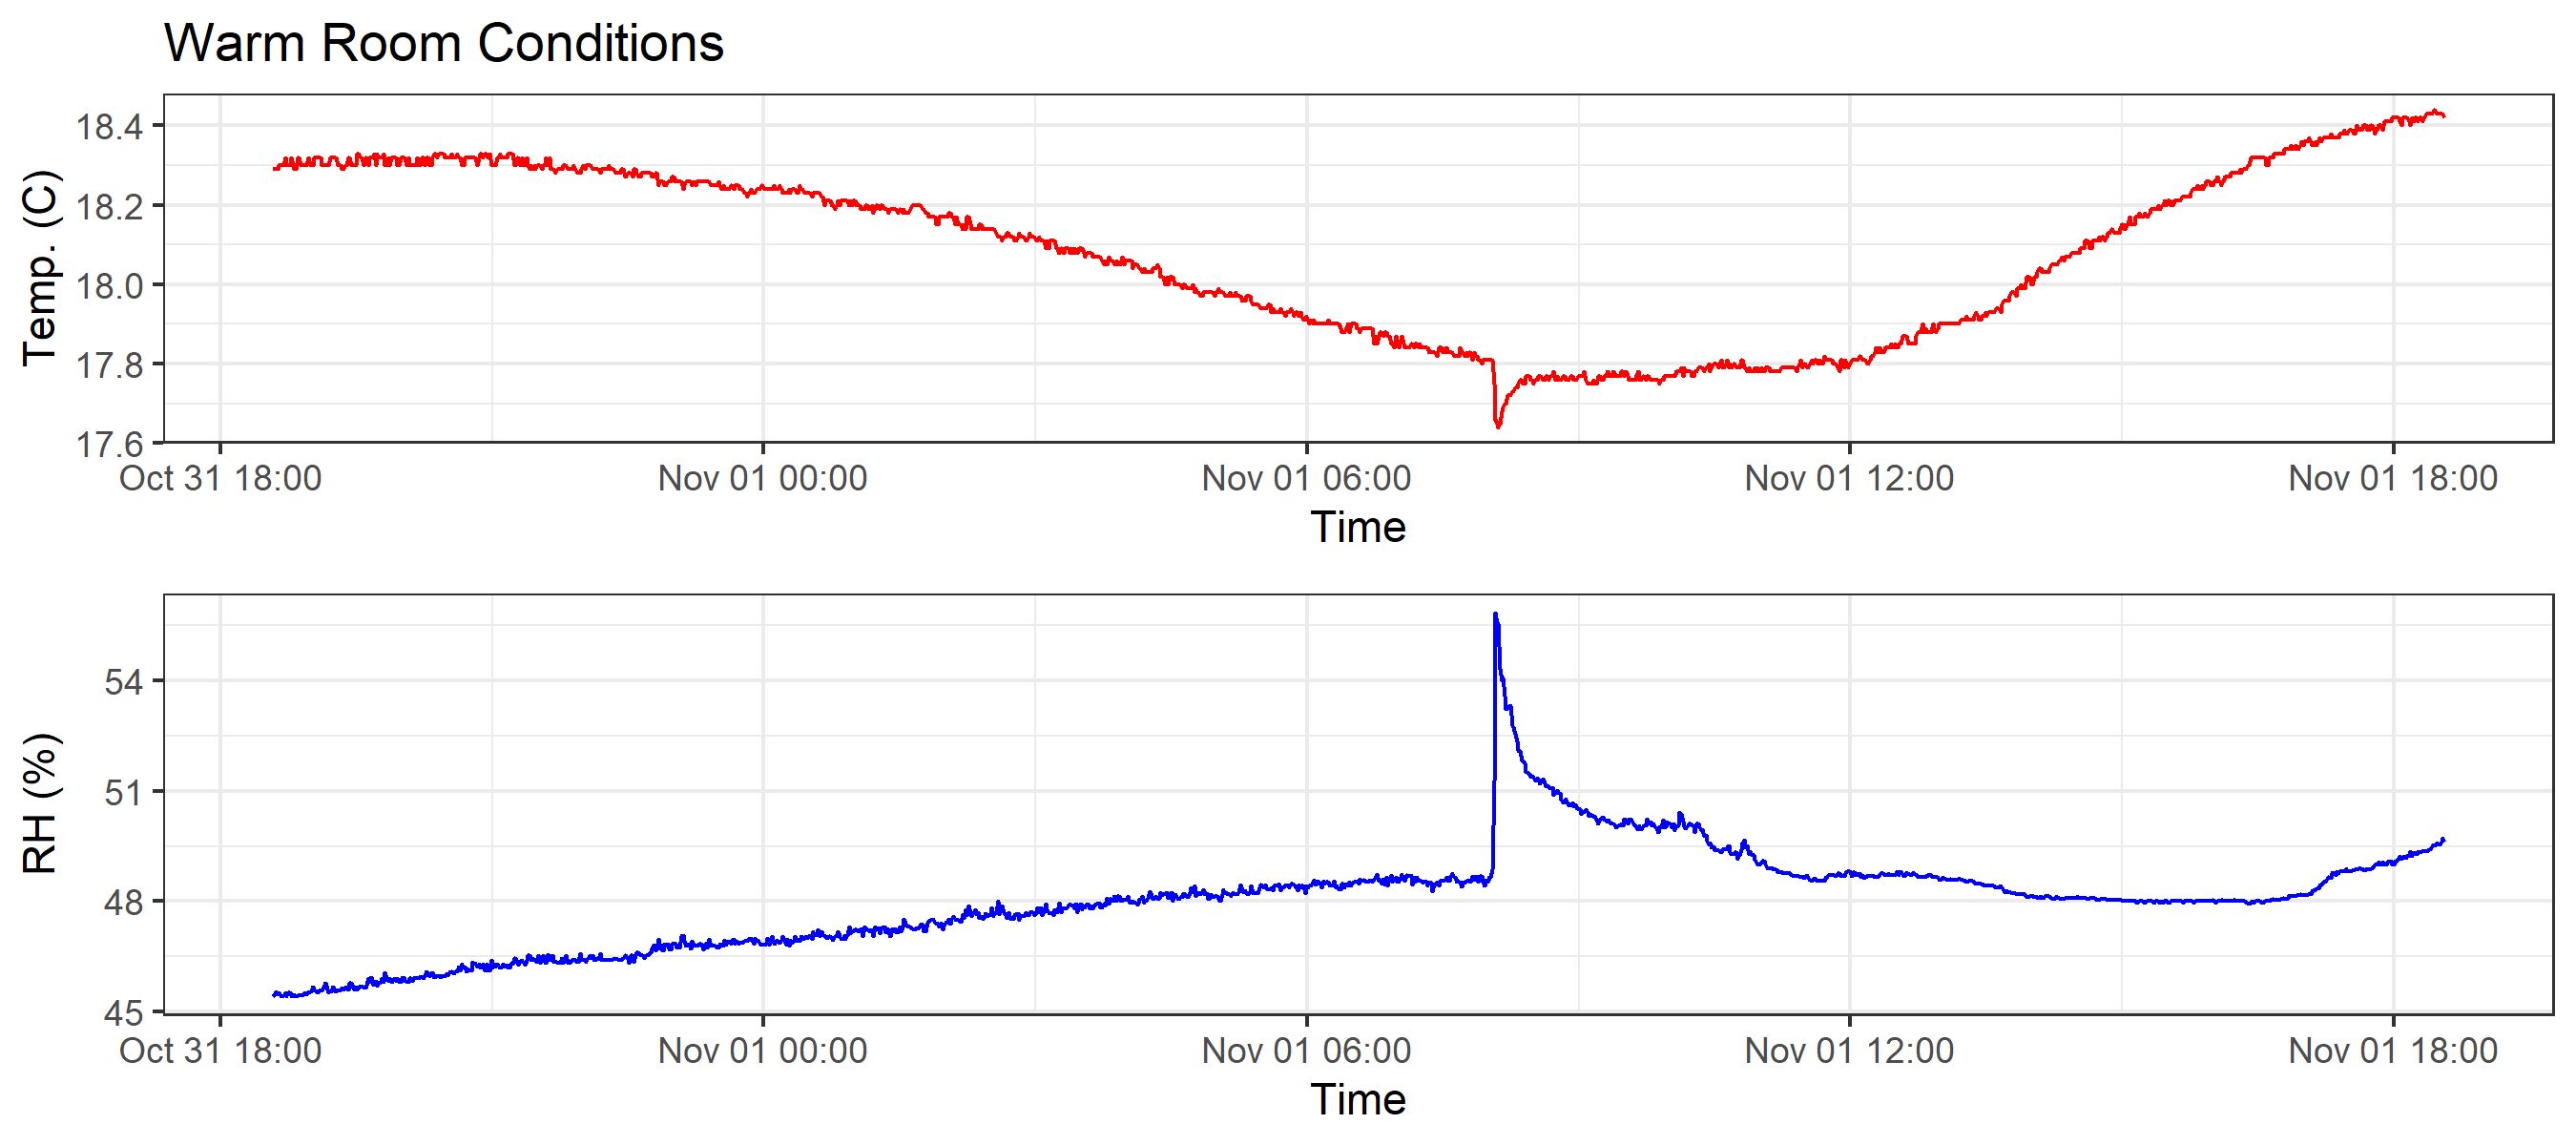 Warm Room Conditions
Temp. (C)
18.4
18.2
18.0
17.8
17.6
Oct 31 18:00 Nov 01 00:00 Nov 01 06:00 Nov 01 12:00 Nov 01 18:00
Time
RH (%)
54
51
48
45
Oct 31 18:00 Nov 01 00:00 Nov 01 06:00 Nov 01 12:00 Nov 01 18:00
Time